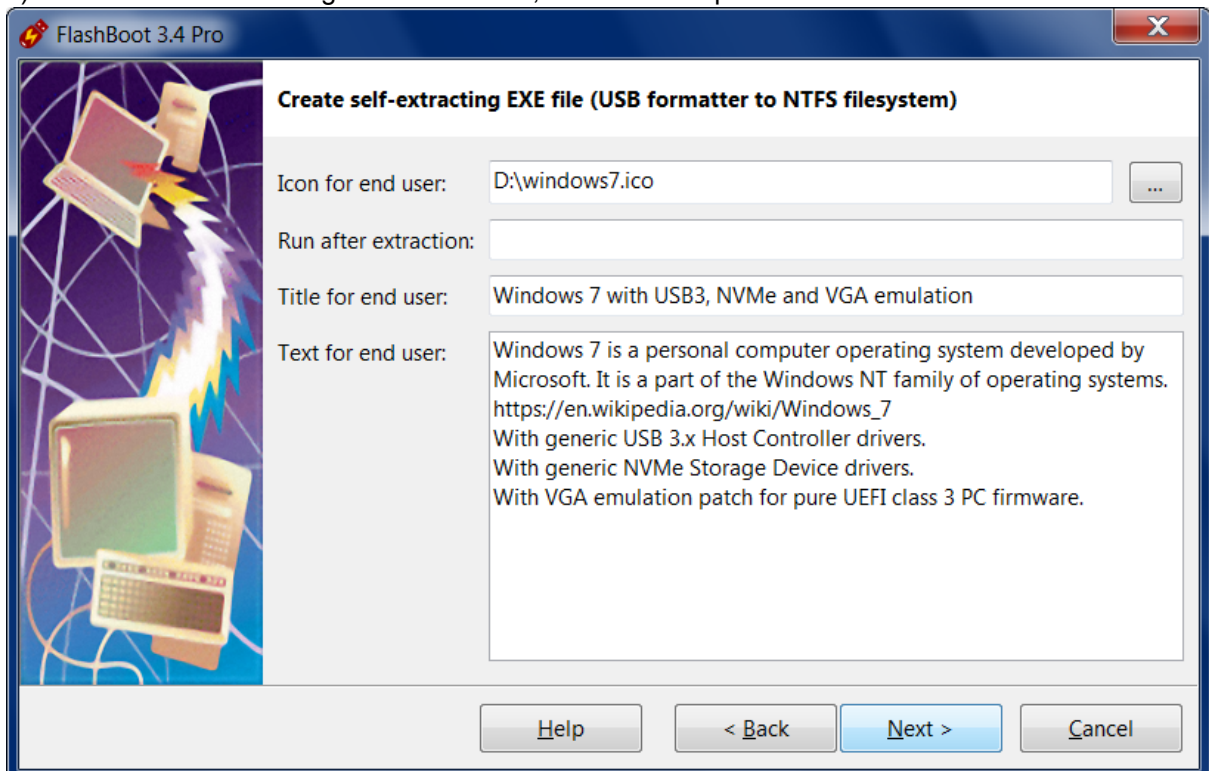 FlashBoot 3.4 Pro
Create self-extracting EXE file (USB formatter to NTFS filesystem)
Icon for end user: D:\windows7.ico ...
Run after extraction:
Title for end user: Windows 7 with USB3, NVMe and VGA emulation
Text for end user: Windows 7 is a personal computer operating system developed by
Microsoft. It is a part of the Windows NT family of operating systems.
https://en.wikipedia.org/wiki/Windows_7
With generic USB 3.x Host Controller drivers.
With generic NVMe Storage Device drivers.
With VGA emulation patch for pure UEFI class 3 PC firmware.
Help < Back Next > Cancel